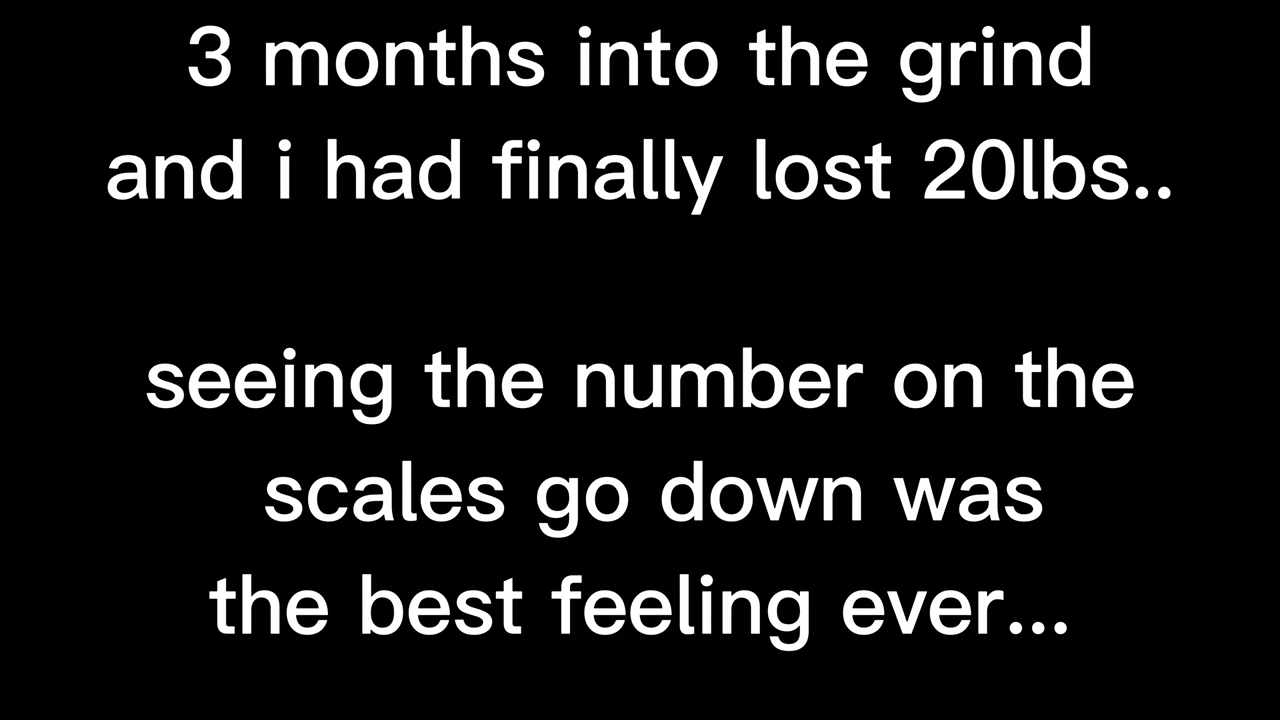 3 months into the grind
and i had finally lost 20lbs..
seeing the number on the
scales go down was
the best feeling ever...